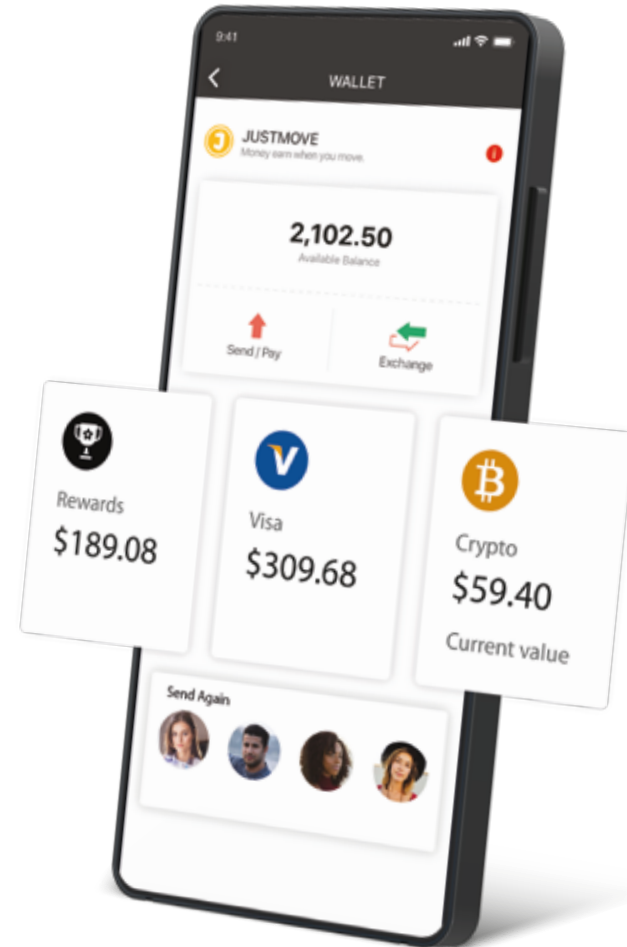 9:41
WALLET
JUSTMOVE
Money earn when you move.
2,102.50
Available Balance
Send / Pay
Exchange
Rewards
$189.08
Visa
$309.68
Crypto
$59.40
Current value
Send Again